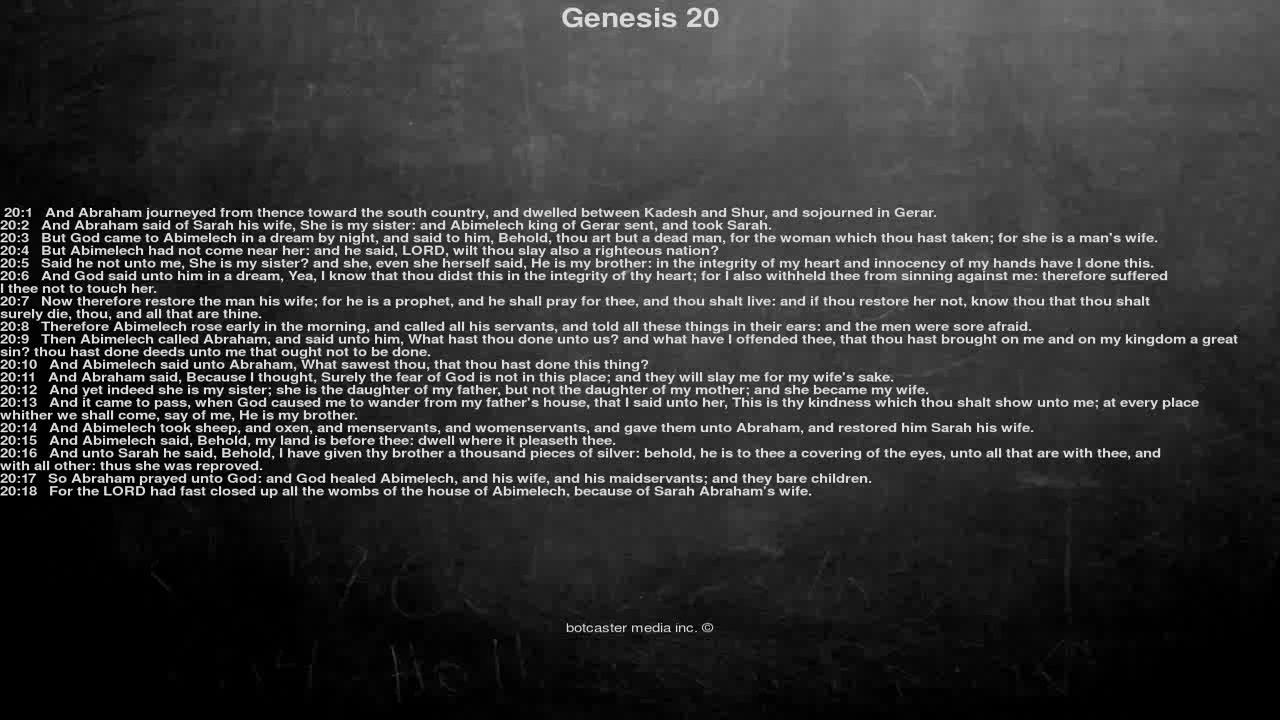 Genesis 20
20:1 And Abraham journeyed from thence toward the south country, and dwelled between Kadesh and Shur, and sojourned in Gerar.
20:2 And Abraham said of Sarah his wife, She is my sister: and Abimelech king of Gerar sent, and took Sarah.
20:3 But God came to Abimelech in a dream by night, and said to him, Behold, thou art but a dead man, for the woman which thou hast taken; for she is a man's wife.
20:4 But Abimelech had not come near her: and he said, LORD, wilt thou slay also a righteous nation?
20:5 Said he not unto me, She is my sister? and she, even she herself said, He is my brother: in the integrity of my heart and innocency of my hands have I done this.
20:6 And God said unto him in a dream, Yea, I know that thou didst this in the integrity of thy heart; for I also withheld thee from sinning against me: therefore suffered
I thee not to touch her.
20:7 Now therefore restore the man his wife; for he is a prophet, and he shall pray for thee, and thou shalt live: and if thou restore her not, know thou that thou shalt
surely die, thou, and all that are thine.
20:8 Therefore Abimelech rose early in the morning, and called all his servants, and told all these things in their ears: and the men were sore afraid.
20:9 Then Abimelech called Abraham, and said unto him, What hast thou done unto us? and what have I offended thee, that thou hast brought on me and on my kingdom a great
sin? thou hast done deeds unto me that ought not to be done.
20:10 And Abimelech said unto Abraham, What sawest thou, that thou hast done this thing?
20:11 And Abraham said, Because I thought, Surely the fear of God is not in this place; and they will slay me for my wife's sake.
20:12 And yet indeed she is my sister; she is the daughter of my father, but not the daughter of my mother; and she became my wife.
20:13 And it came to pass, when God caused me to wander from my father's house, that I said unto her, This is thy kindness which thou shalt show unto me; at every place
whither we shall come, say of me, He is my brother.
20:14 And Abimelech took sheep, and oxen, and menservants, and womenservants, and gave them unto Abraham, and restored him Sarah his wife.
20:15 And Abimelech said, Behold, my land is before thee: dwell where it pleaseth thee.
20:16 And unto Sarah he said, Behold, I have given thy brother a thousand pieces of silver: behold, he is to thee a covering of the eyes, unto all that are with thee, and
with all other: thus she was reproved.
20:17 So Abraham prayed unto God: and God healed Abimelech, and his wife, and his maidservants; and they bare children.
20:18 For the LORD had fast closed up all the wombs of the house of Abimelech, because of Sarah Abraham's wife.
botcaster media inc. ©